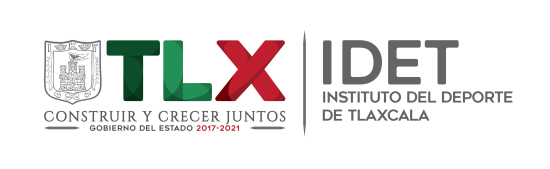 TLX
CONSTRUIR Y CRECER JUNTOS
GOBIERNO DEL ESTADO 2017-2021
IDET
INSTITUTO DEL DEPORTE
DE TLAXCALA